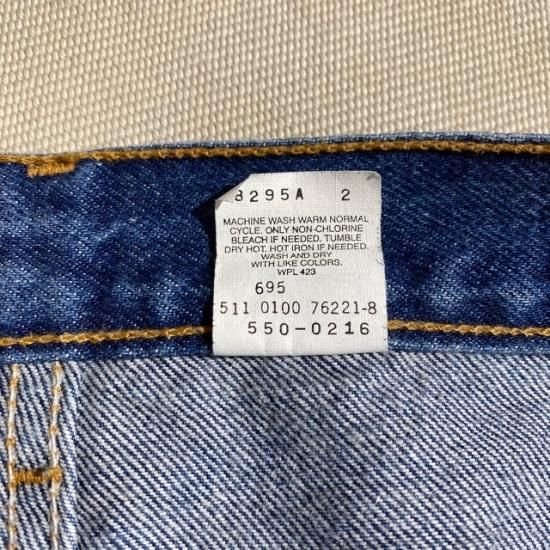 8295A 2
MACHINE WASH WARM NORMAL
CYCLE. ONLY NON-CHLORINE
BLEACH IF NEEDED. TUMBLE
DRY HOT. HOT IRON IF NEEDED.
WASH AND DRY
WITH LIKE COLORS.
WPL 423
695
511 0100 76221-8
550-0216